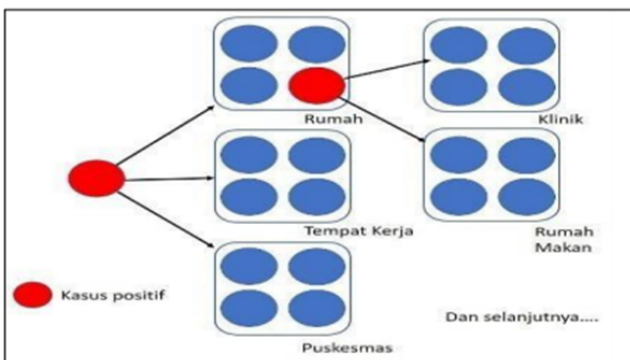 Rumah
Klinik
Tempat Kerja
Rumah
Makan
Kasus positif
Dan selanjutnya....
Puskesmas